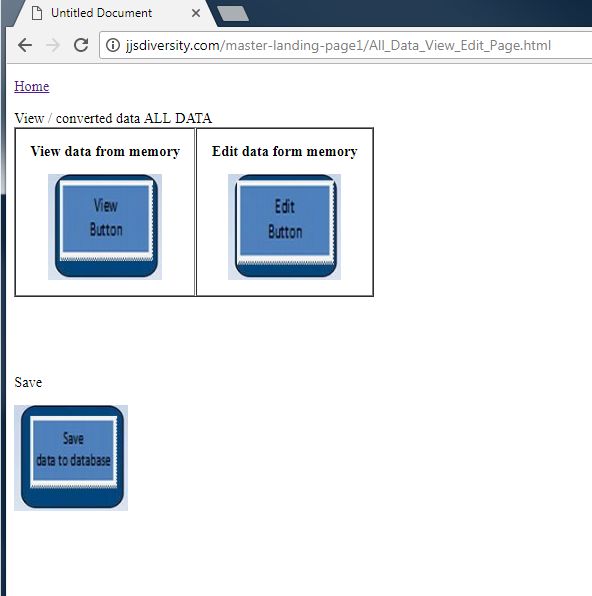 Untitled Document
jjsdiversity.com/master-landing-page1/All_Data_View_Edit_Page.html
Home
View / converted data ALL DATA
View data from memory
Edit data form memory
View
Button
Edit
Button
Save
Save
data to database